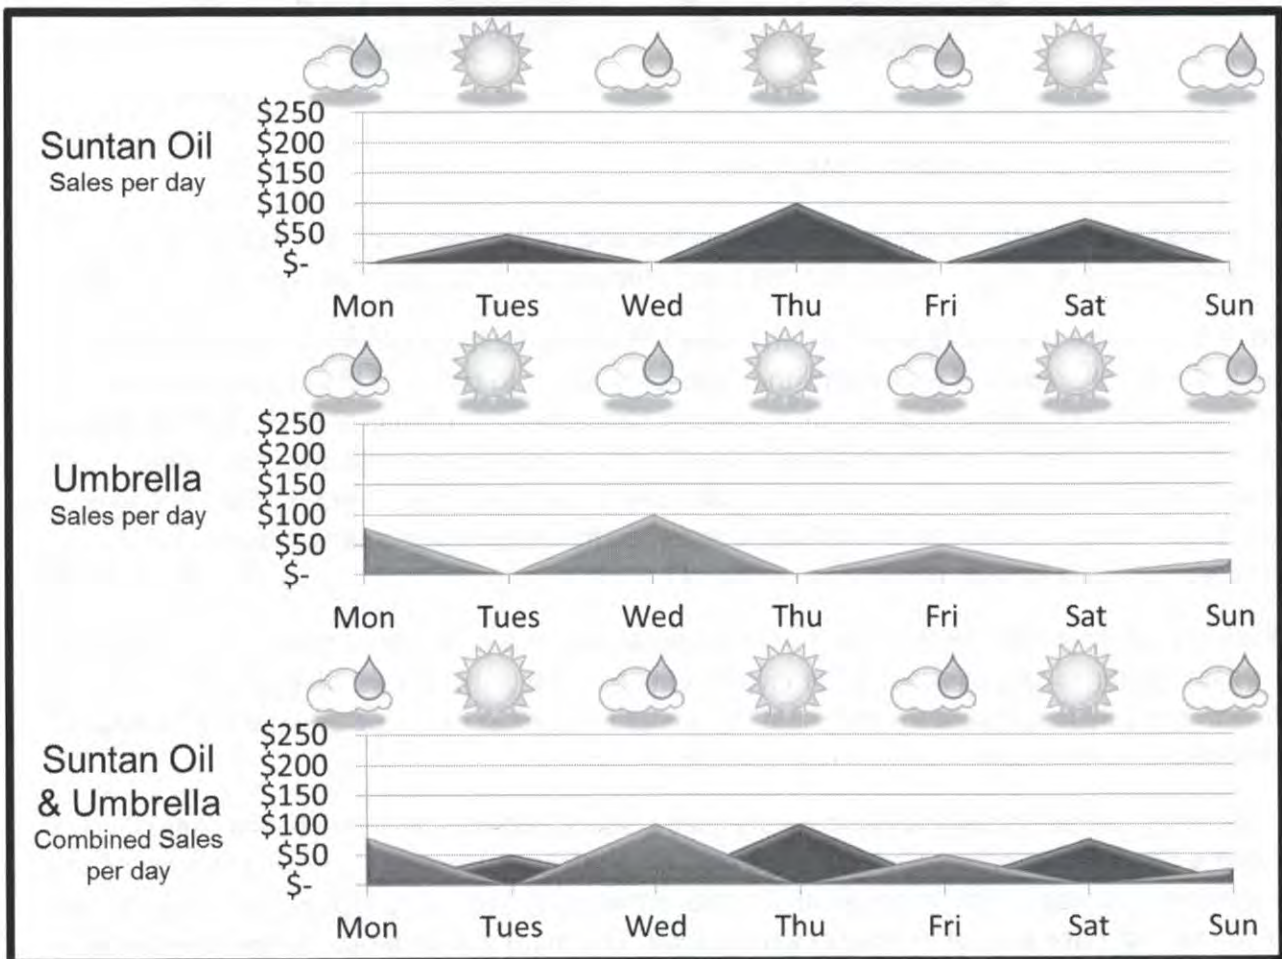 Suntan Oil
Sales per day
$250
$200
$150
$100
$50
$-
Mon Tues Wed Thu Fri Sat Sun
Umbrella
Sales per day
$250
$200
$150
$100
$50
$-
Mon Tues Wed Thu Fri Sat Sun
Suntan Oil
& Umbrella
Combined Sales
per day
$250
$200
$150
$100
$50
$-
Mon Tues Wed Thu Fri Sat Sun